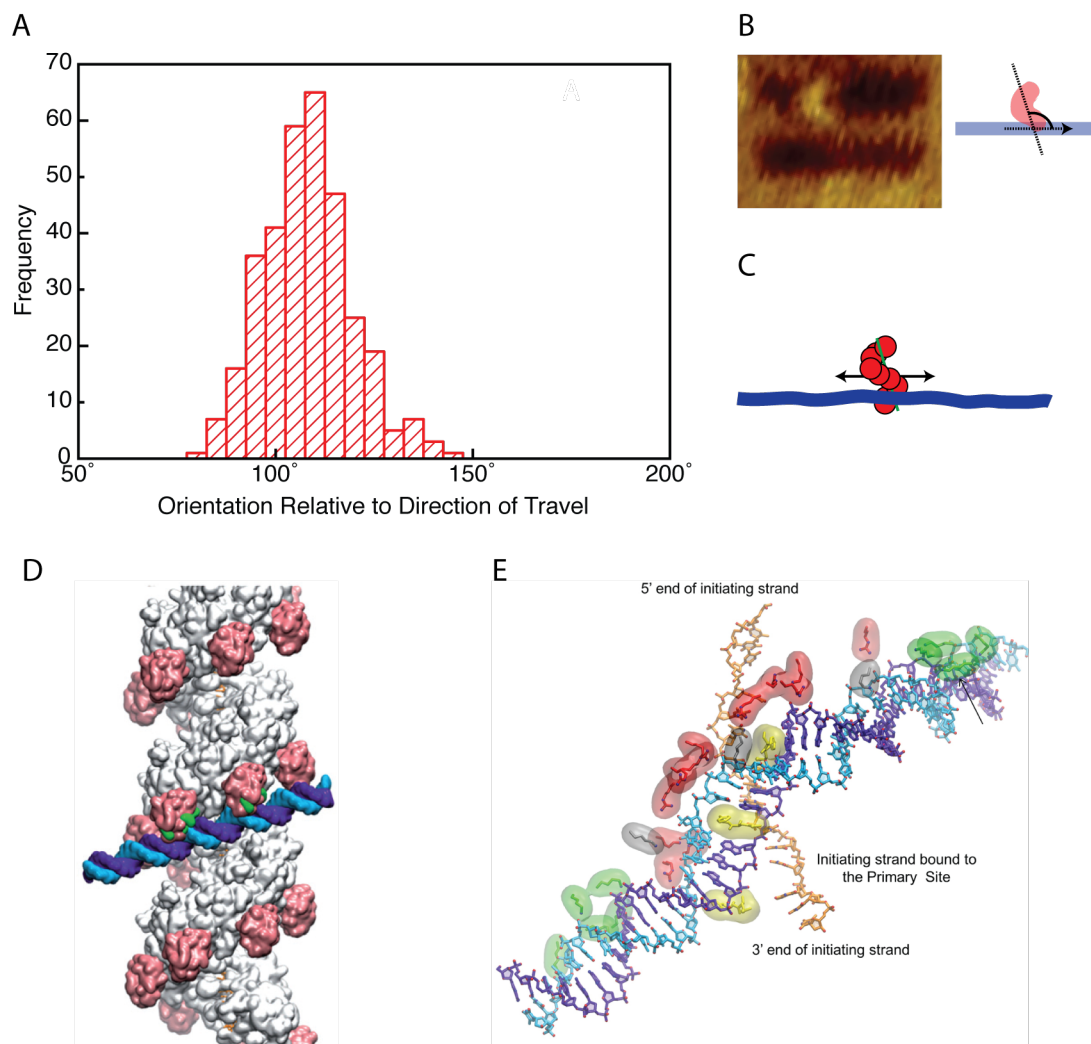 A
70
60
50
40
30
20
10
0
Frequency
50°
100°
150°
200°
Orientation Relative to Direction of Travel
A
B
C
D
E
5' end of initiating strand
Initiating strand bound to
the Primary Site
3' end of initiating strand